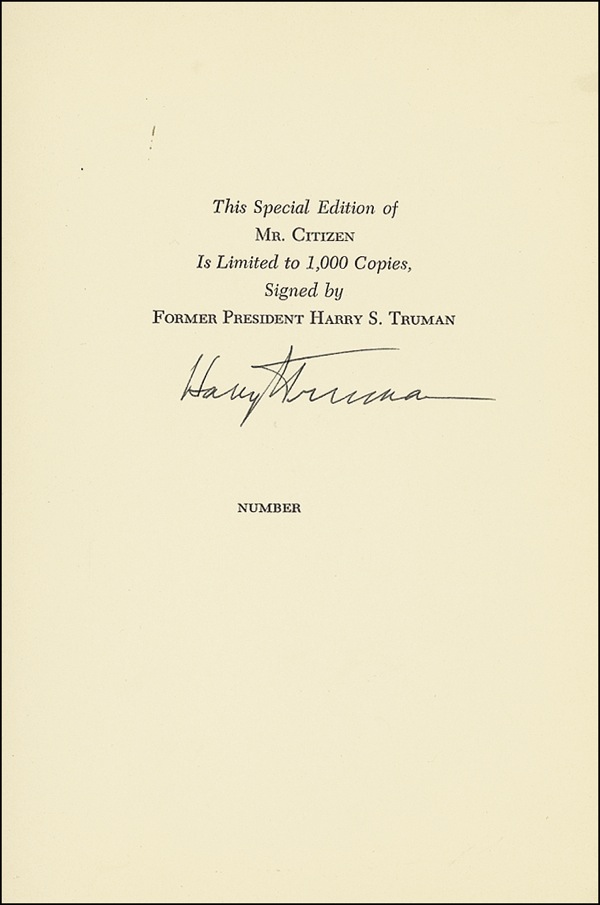 This Special Edition of
Mr. Citizen
Is Limited to 1,000 Copies,
Signed by
Former President Harry S. Truman
Harry S Truman
NUMBER